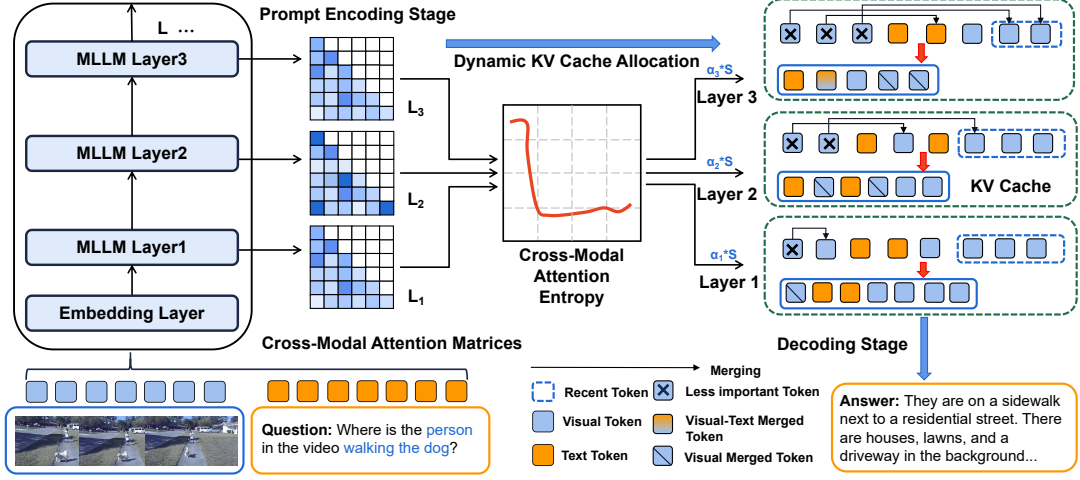 L ...
MLLM Layer3
MLLM Layer2
MLLM Layer1
Embedding Layer
Prompt Encoding Stage
L3
L2
L1
Cross-Modal Attention Matrices
Dynamic KV Cache Allocation
Cross-Modal
Attention
Entropy
α3*S
Layer 3
α2*S
Layer 2
α1*S
Layer 1
KV Cache
Decoding Stage
Question: Where is the person
in the video walking the dog?
Merging
Recent Token
Less important Token
Visual Token
Visual-Text Merged
Token
Text Token
Visual Merged Token
Answer: They are on a sidewalk
next to a residential street. There
are houses, lawns, and a
driveway in the background...